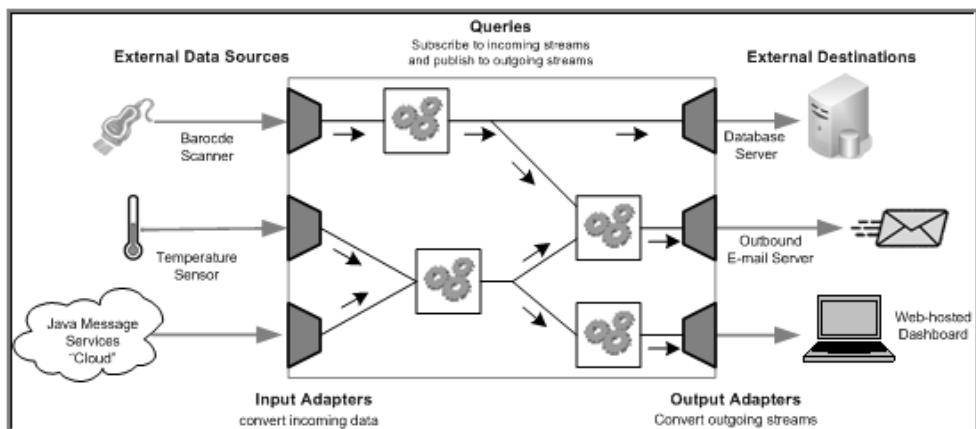 Queries
Subscribe to incoming streams
and publish to outgoing streams
External Data Sources
External Destinations
Barocde
Scanner
Database
Server
Temperature
Sensor
Outbound
E-mail Server
Java Message
Services
"Cloud"
Web-hosted
Dashboard
Input Adapters
convert incoming data
Output Adapters
Convert outgoing streams